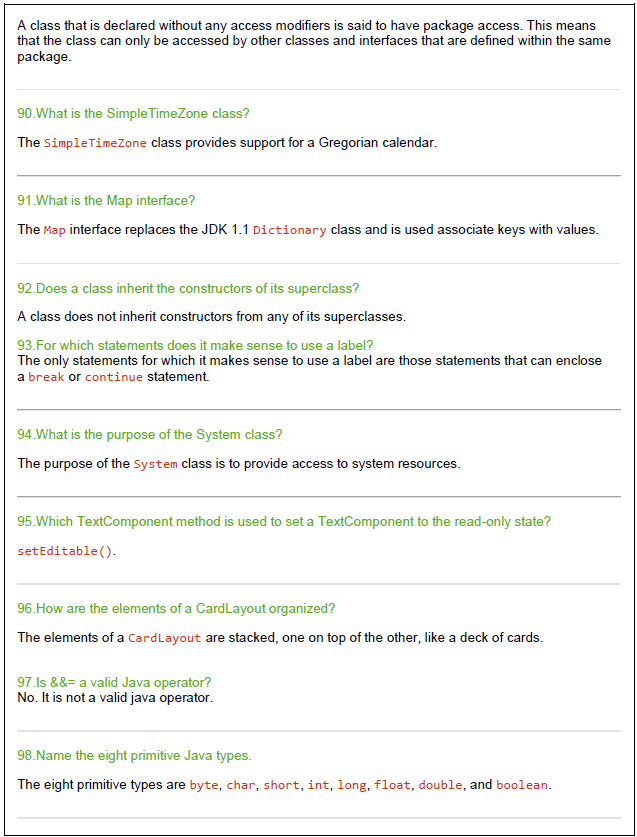 A class that is declared without any access modifiers is said to have package access. This means
that the class can only be accessed by other classes and interfaces that are defined within the same
package.
90.What is the SimpleTimeZone class?
The SimpleTimeZone class provides support for a Gregorian calendar.
91.What is the Map interface?
The Map interface replaces the JDK 1.1 Dictionary class and is used associate keys with values.
92.Does a class inherit the constructors of its superclass?
A class does not inherit constructors from any of its superclasses.
93.For which statements does it make sense to use a label?
The only statements for which it makes sense to use a label are those statements that can enclose
a break or continue statement.
94.What is the purpose of the System class?
The purpose of the System class is to provide access to system resources.
95.Which TextComponent method is used to set a TextComponent to the read-only state?
setEditable().
96.How are the elements of a CardLayout organized?
The elements of a CardLayout are stacked, one on top of the other, like a deck of cards.
97.Is &&= a valid Java operator?
No. It is not a valid java operator.
98.Name the eight primitive Java types.
The eight primitive types are byte, char, short, int, long, float, double, and boolean.